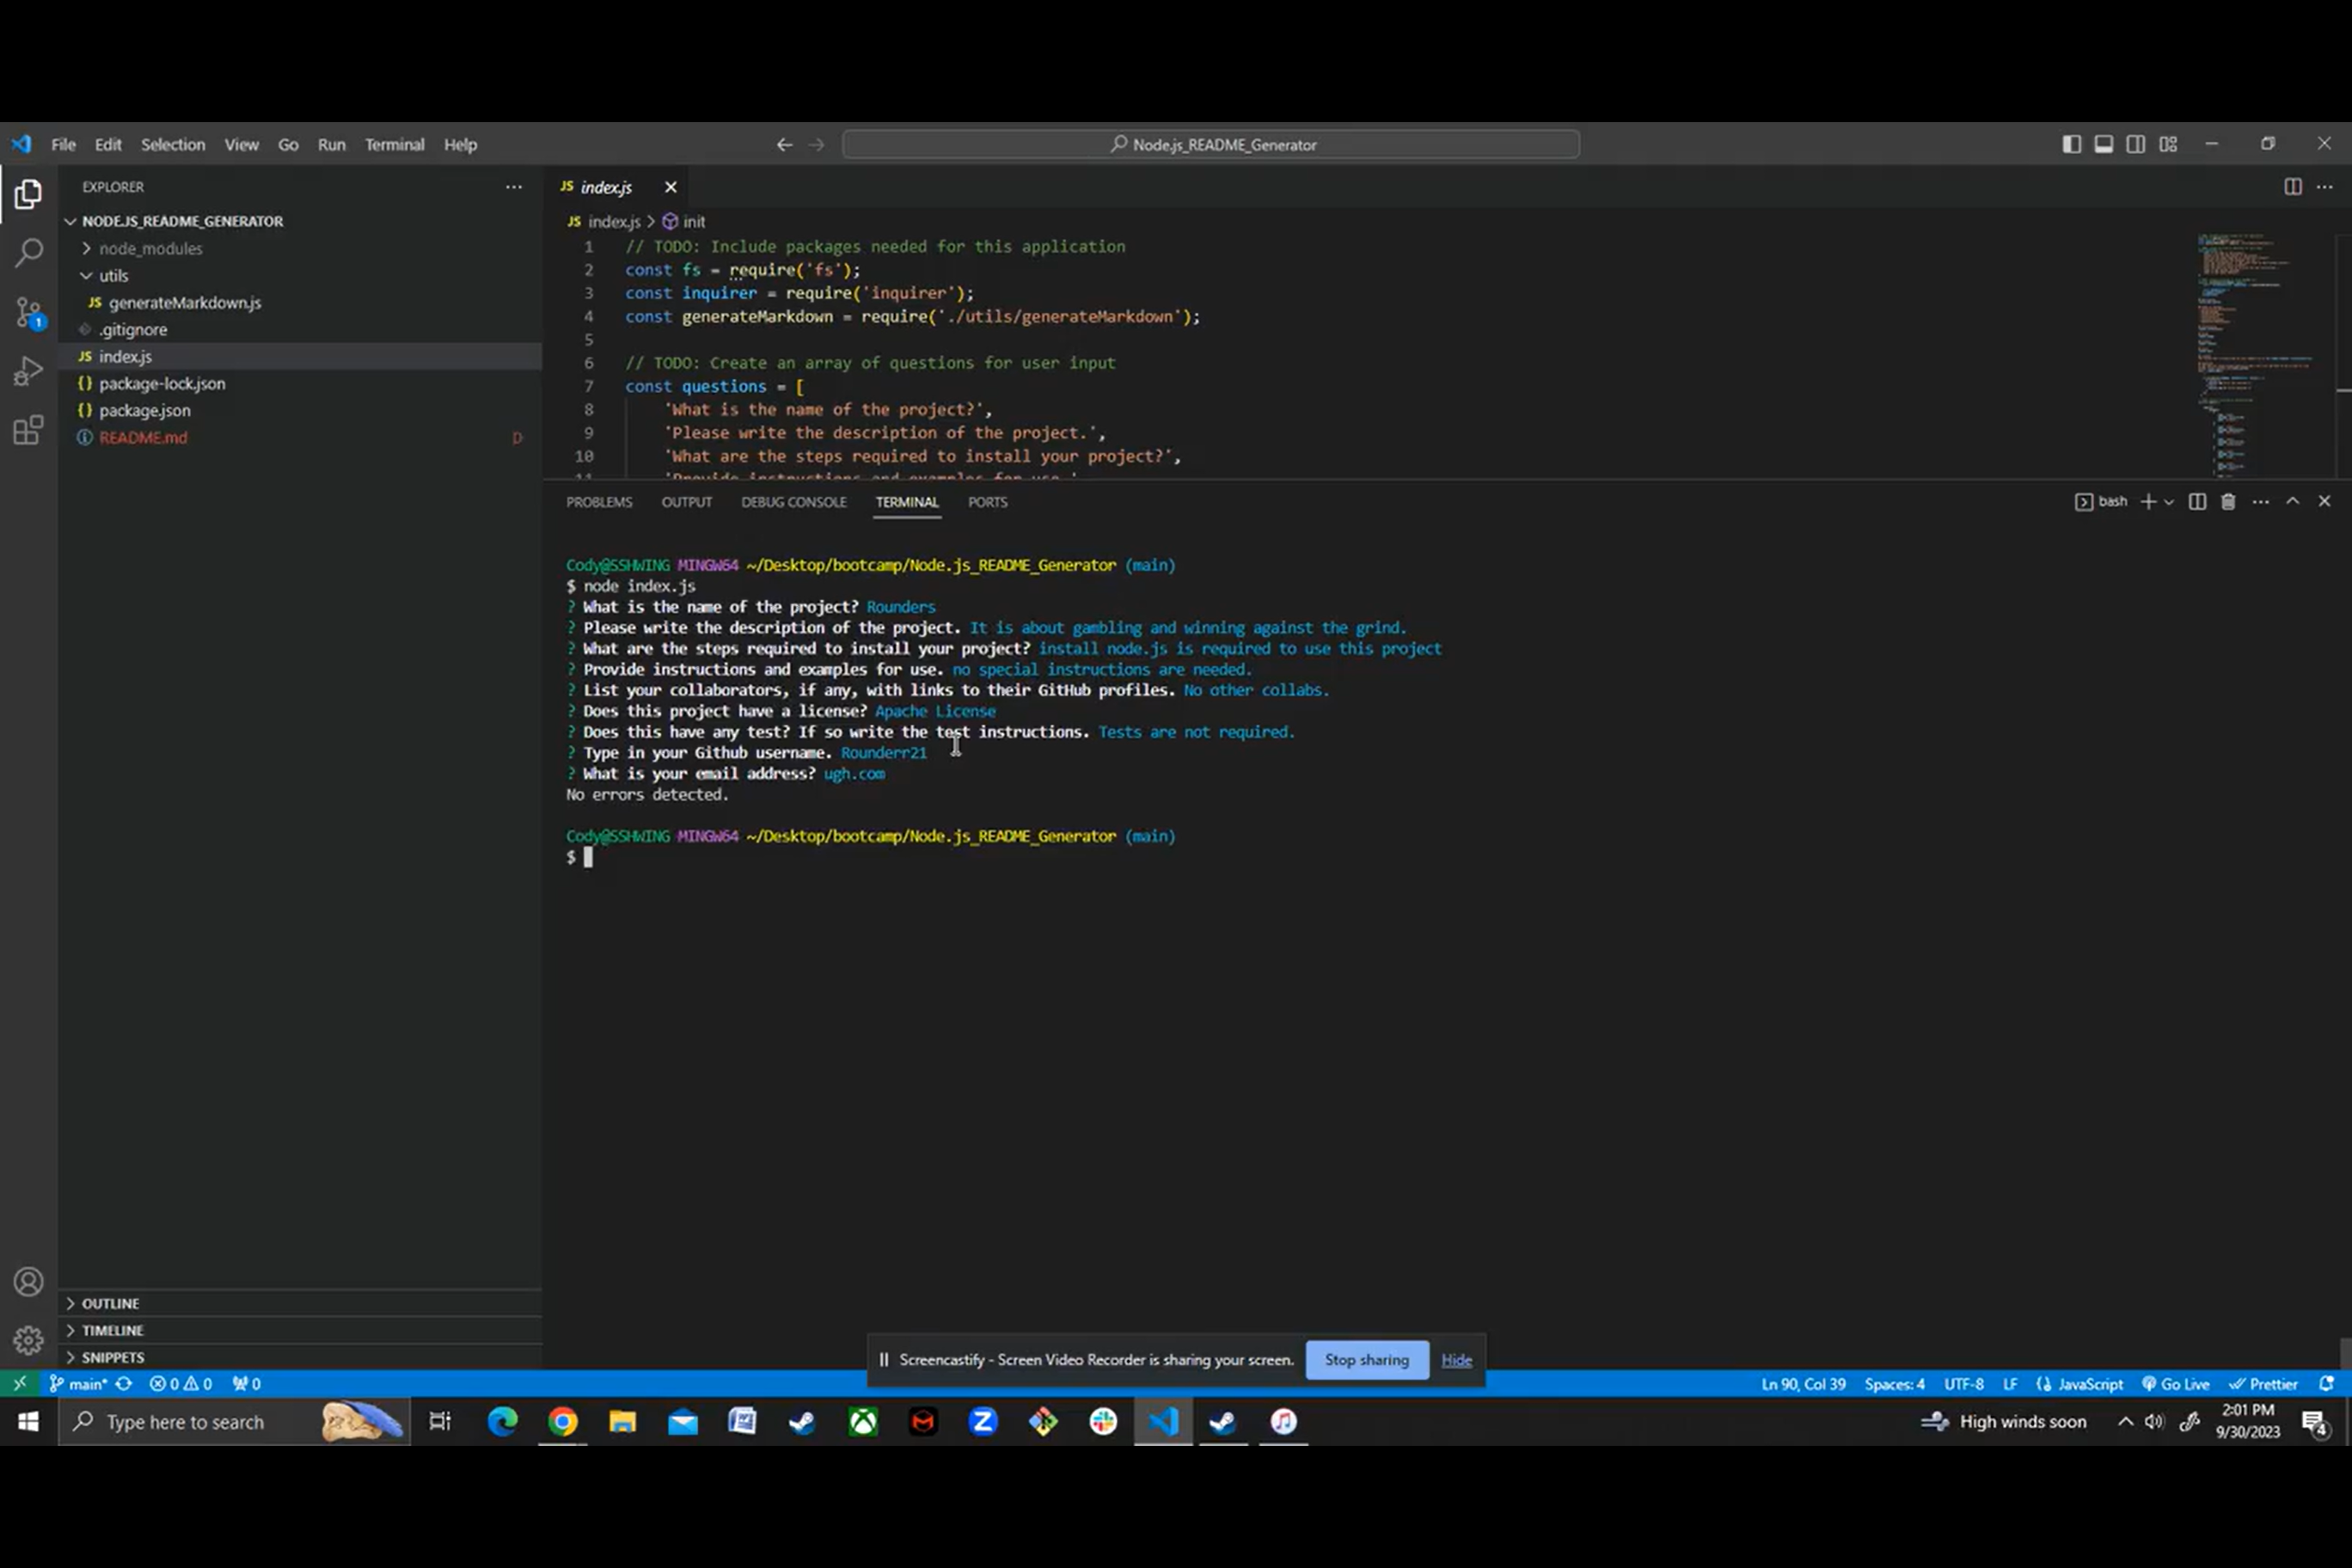 File Edit Selection View Go Run Terminal Help
Node.js_README_Generator
EXPLORER
NODE.JS_README_GENERATOR
node_modules
utils
JS generateMarkdown.js
.gitignore
JS index.js
{} package-lock.json
{} package.json
README.md D
1
JS index.js
JS index.js > init
1 // TODO: Include packages needed for this application
2 const fs = require('fs');
3 const inquirer = require('inquirer');
4 const generateMarkdown = require('./utils/generateMarkdown');
5
6 // TODO: Create an array of questions for user input
7 const questions = [
8 'What is the name of the project?',
9 'Please write the description of the project.',
10 'What are the steps required to install your project?',
11 'Provide instructions and examples for use.'
PROBLEMS OUTPUT DEBUG CONSOLE TERMINAL PORTS
bash
Cody@SSHWING MINGW64 ~/Desktop/bootcamp/Node.js_README_Generator (main)
$ node index.js
? What is the name of the project? Rounders
? Please write the description of the project. It is about gambling and winning against the grind.
? What are the steps required to install your project? install node.js is required to use this project
? Provide instructions and examples for use. no special instructions are needed.
? List your collaborators, if any, with links to their GitHub profiles. No other collabs.
? Does this project have a license? Apache License
? Does this have any test? If so write the test instructions. Tests are not required.
? Type in your Github username. Rounderr21
? What is your email address? ugh.com
No errors detected.
Cody@SSHWING MINGW64 ~/Desktop/bootcamp/Node.js_README_Generator (main)
$
OUTLINE
TIMELINE
SNIPPETS
Screencastify - Screen Video Recorder is sharing your screen. Stop sharing Hide
main* 0 0 0
Ln 90, Col 39 Spaces: 4 UTF-8 LF JavaScript Go Live Prettier
Type here to search
High winds soon
2:01 PM
9/30/2023
4